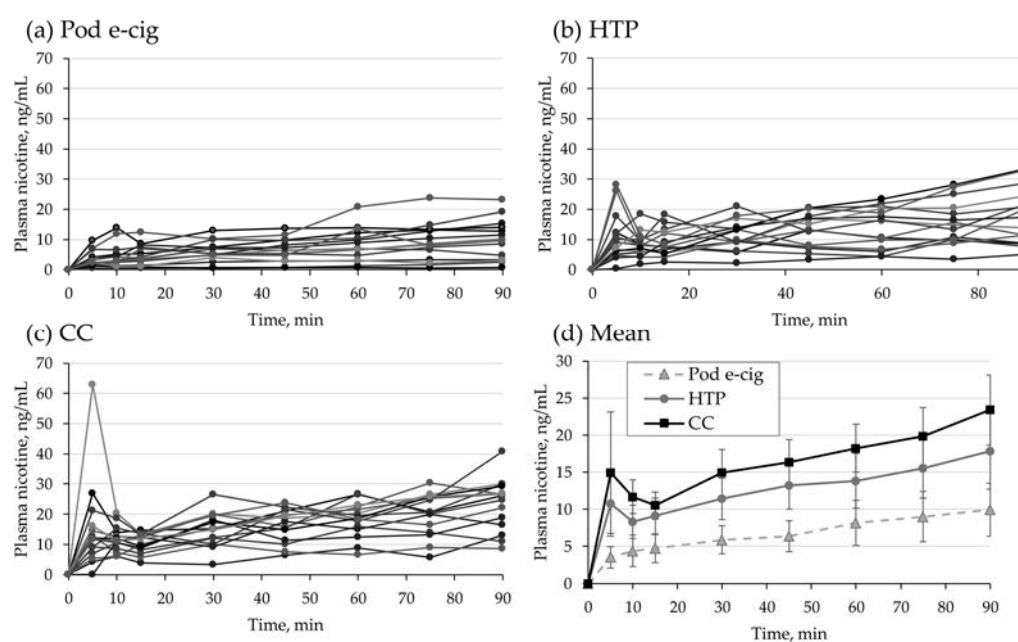 (a) Pod e-cig
Plasma nicotine, ng/mL
70
60
50
40
30
20
10
0
0 10 20 30 40 50 60 70 80 90
Time, min
(b) HTP
Plasma nicotine, ng/mL
70
60
50
40
30
20
10
0
0 20 40 60 80
Time, min
(c) CC
Plasma nicotine, ng/mL
70
60
50
40
30
20
10
0
0 10 20 30 40 50 60 70 80 90
Time, min
(d) Mean
Plasma nicotine, ng/mL
30
25
20
15
10
5
0
Pod e-cig
HTP
CC
0 10 20 30 40 50 60 70 80 90
Time, min